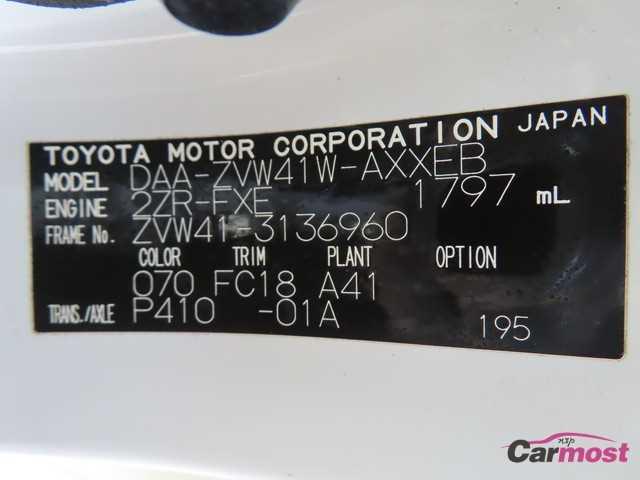 TOYOTA MOTOR CORPORATION JAPAN
MODEL DAA-ZVW41W-AXXEB
ENGINE 2ZR-FXE 1797 mL
FRAME No. ZVW41-3136960
COLOR TRIM PLANT OPTION
070 FC18 A41
TRANS./AXLE P410 -01A 195
Carmost